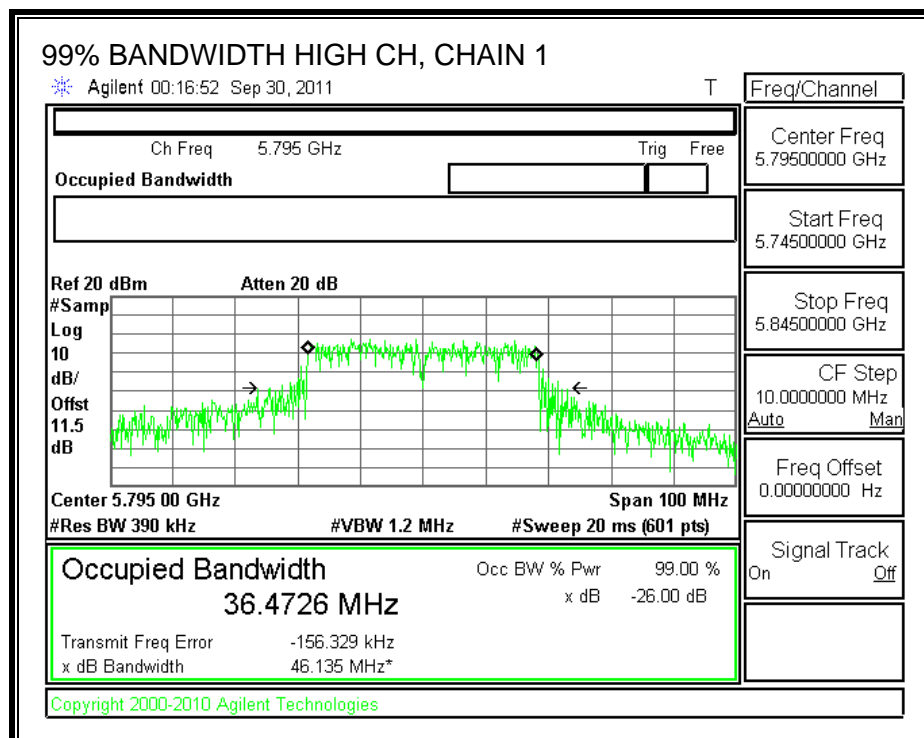 99% BANDWIDTH HIGH CH, CHAIN 1
Agilent 00:16:52 Sep 30, 2011 T
Ch Freq 5.795 GHz Trig Free
Occupied Bandwidth
Ref 20 dBm Atten 20 dB
#Samp
Log
10
dB/
Offst
11.5
dB
Center 5.795 00 GHz Span 100 MHz
#Res BW 390 kHz #VBW 1.2 MHz #Sweep 20 ms (601 pts)
Occupied Bandwidth Occ BW % Pwr 99.00 %
36.4726 MHz x dB -26.00 dB
Transmit Freq Error -156.329 kHz
x dB Bandwidth 46.135 MHz*
Copyright 2000-2010 Agilent Technologies
Freq/Channel
Center Freq
5.79500000 GHz
Start Freq
5.74500000 GHz
Stop Freq
5.84500000 GHz
CF Step
10.0000000 MHz
Auto Man
Freq Offset
0.00000000 Hz
Signal Track
On Off